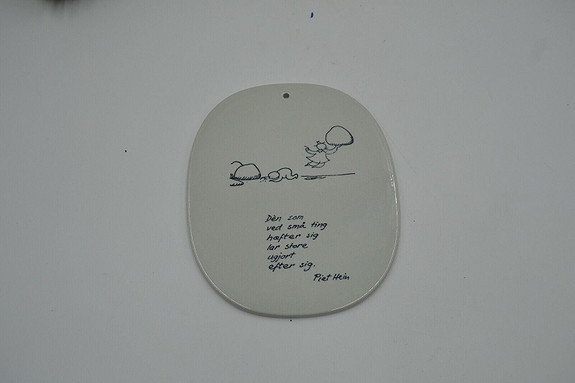 Den som
ved små ting
hæfter sig
lar store
ugjort
efter sig.
Piet Hein